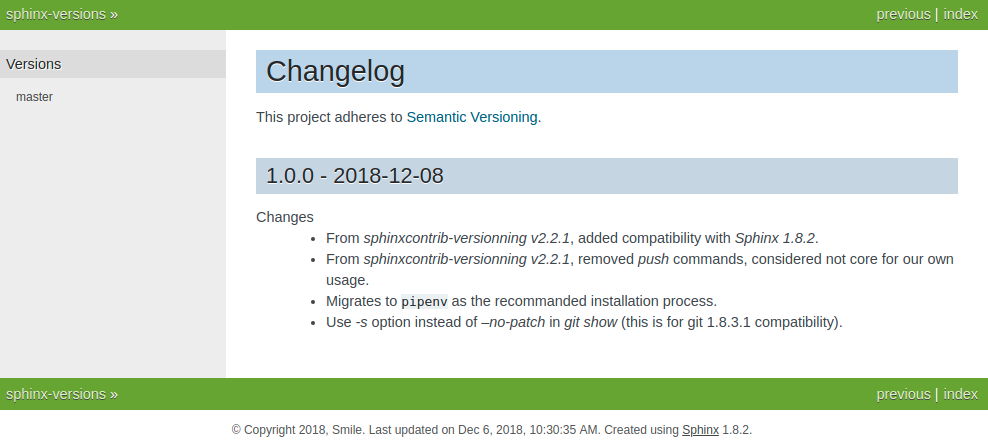 sphinx-versions »
previous | index
Versions
master
Changelog
This project adheres to Semantic Versioning.
1.0.0 - 2018-12-08
Changes
• From sphinxcontrib-versionning v2.2.1, added compatibility with Sphinx 1.8.2.
• From sphinxcontrib-versionning v2.2.1, removed push commands, considered not core for our own
usage.
• Migrates to pipenv as the recommanded installation process.
• Use -s option instead of –no-patch in git show (this is for git 1.8.3.1 compatibility).
sphinx-versions »
previous | index
© Copyright 2018, Smile. Last updated on Dec 6, 2018, 10:30:35 AM. Created using Sphinx 1.8.2.